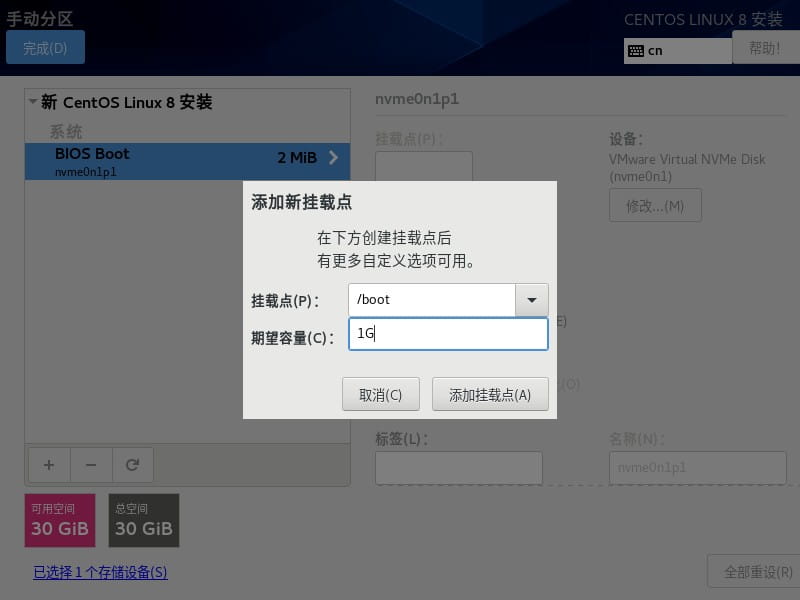 手动分区
CENTOS LINUX 8 安装
完成(D)
cn
帮助!
新 CentOS Linux 8 安装
系统
BIOS Boot
2 MiB
nvme0n1p1
nvme0n1p1
挂载点(P)：
设备：
VMware Virtual NVMe Disk
(nvme0n1)
修改...(M)
添加新挂载点
在下方创建挂载点后
有更多自定义选项可用。
挂载点(P)：
/boot
期望容量(C)：
1G
取消(C)
添加挂载点(A)
E)
(O)
标签(L)：
名称(N)：
nvme0n1p1
可用空间
30 GiB
总空间
30 GiB
已选择 1 个存储设备(S)
全部重设(R)